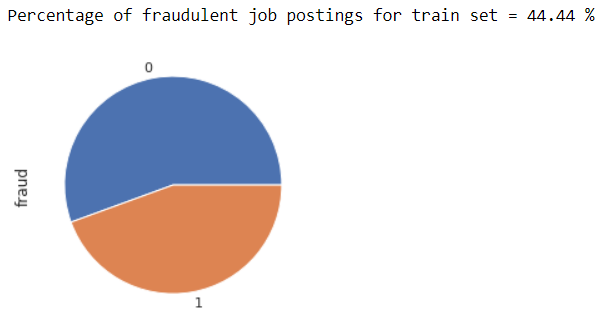 Percentage of fraudulent job postings for train set = 44.44 %
0
fraud
1